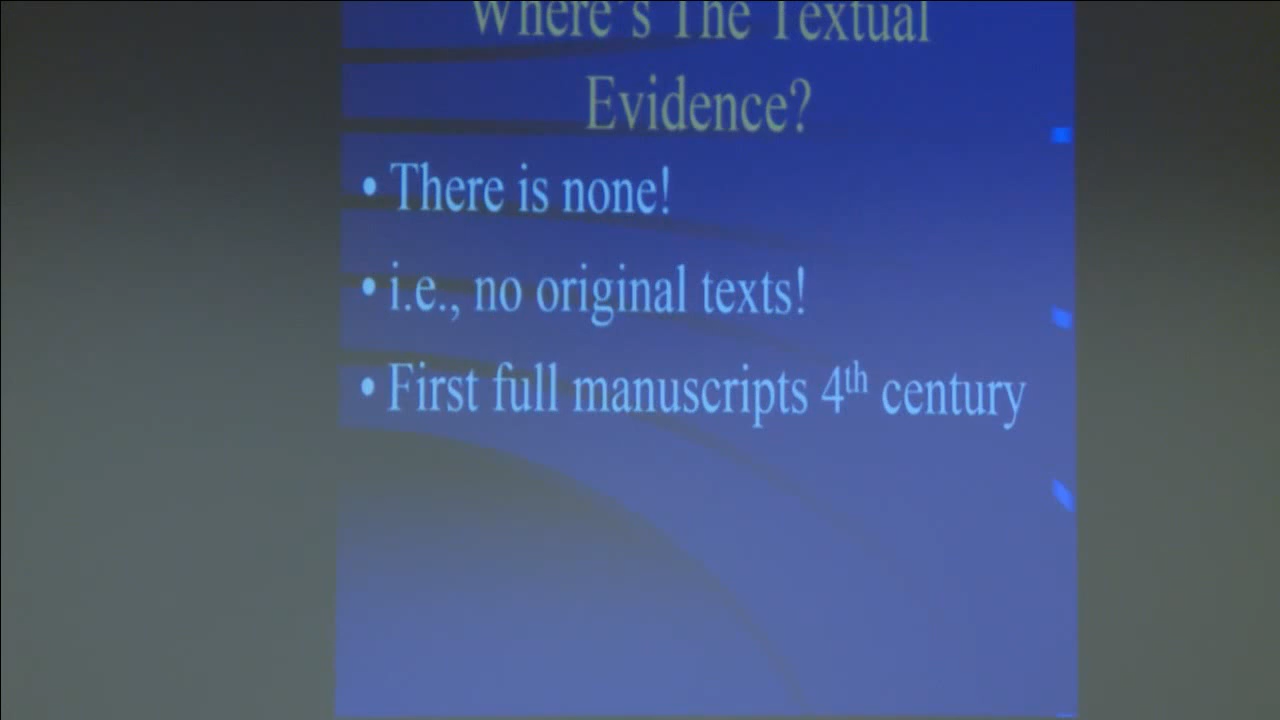 Where's The Textual
Evidence?
• There is none!
• i.e., no original texts!
• First full manuscripts 4th century